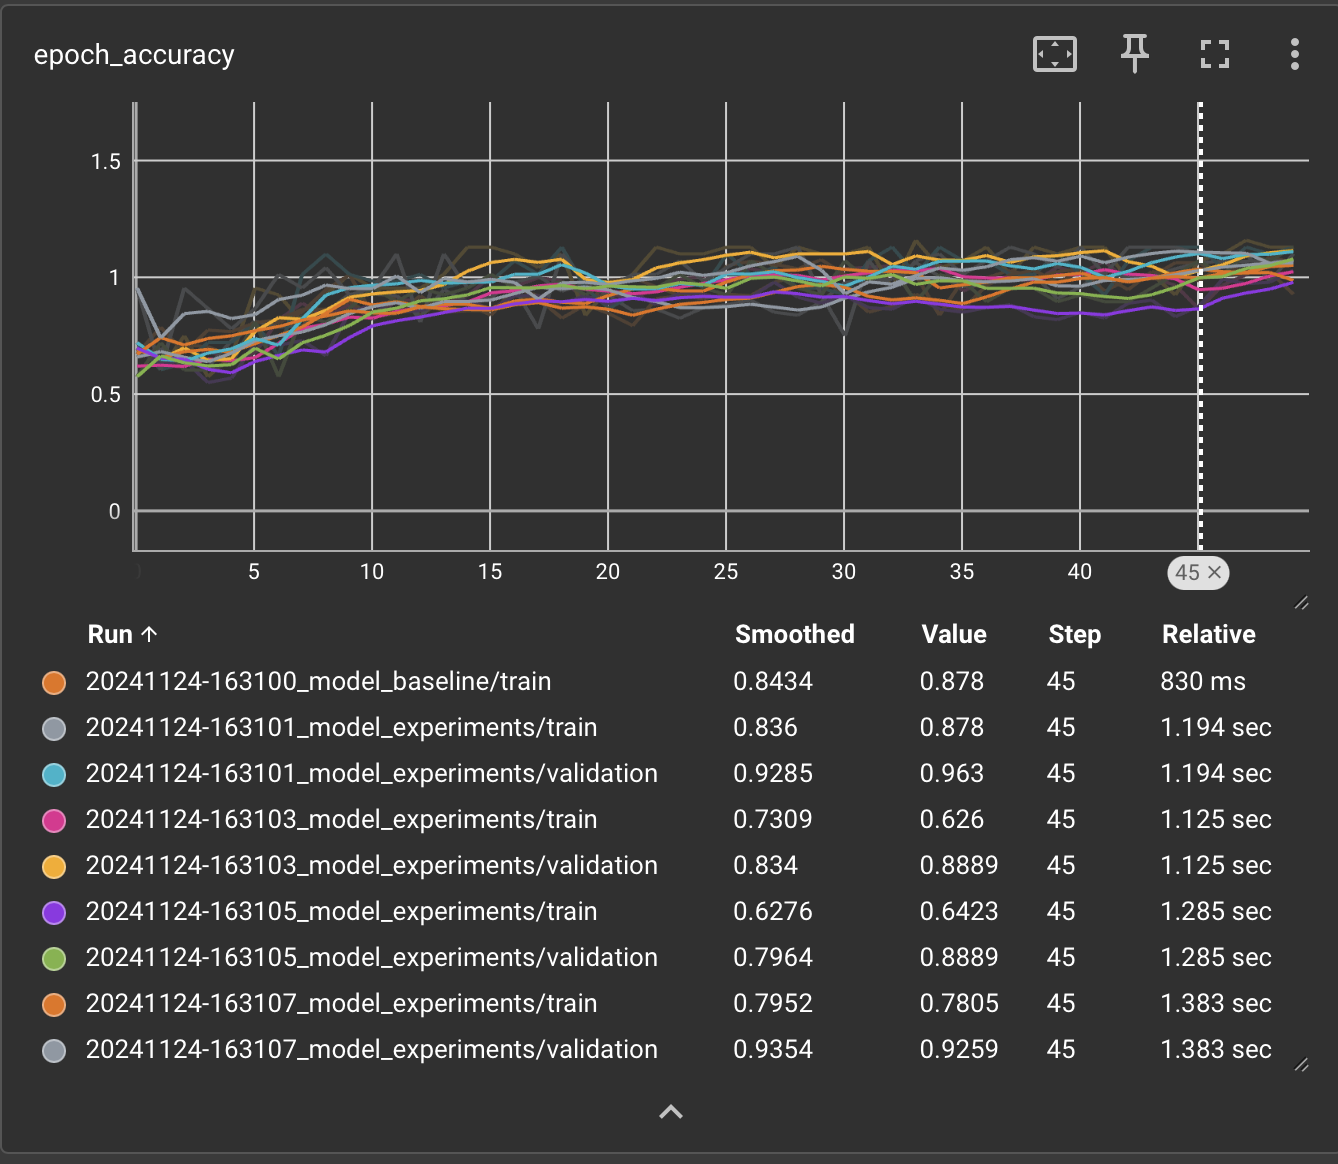 epoch_accuracy
1.5
1
0.5
0
5 10 15 20 25 30 35 40 45 ×
Run ↑ Smoothed Value Step Relative
20241124-163100_model_baseline/train 0.8434 0.878 45 830 ms
20241124-163101_model_experiments/train 0.836 0.878 45 1.194 sec
20241124-163101_model_experiments/validation 0.9285 0.963 45 1.194 sec
20241124-163103_model_experiments/train 0.7309 0.626 45 1.125 sec
20241124-163103_model_experiments/validation 0.834 0.8889 45 1.125 sec
20241124-163105_model_experiments/train 0.6276 0.6423 45 1.285 sec
20241124-163105_model_experiments/validation 0.7964 0.8889 45 1.285 sec
20241124-163107_model_experiments/train 0.7952 0.7805 45 1.383 sec
20241124-163107_model_experiments/validation 0.9354 0.9259 45 1.383 sec